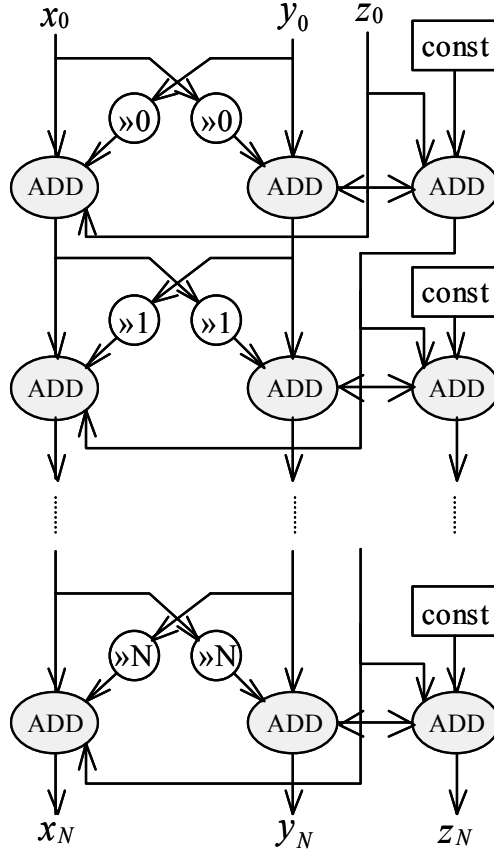 x0 y0 z0
const
»0 »0
ADD ADD ADD
const
»1 »1
ADD ADD ADD
const
»N »N
ADD ADD ADD
xN yN zN